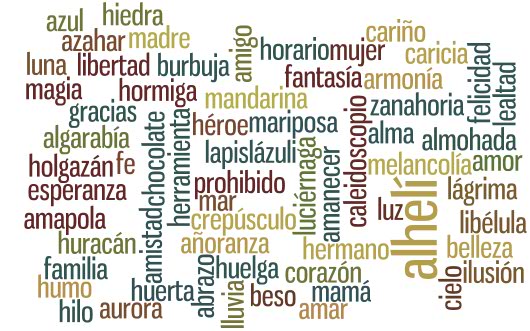 azul
hiedra
azahar
madre
amigo
horario
mujer
cariño
caricia
felicidad
lealtad
luna
libertad
burbuja
fantasía
armonía
magia
hormiga
mandarina
zanahoria
gracias
héroe
mariposa
caleidoscopio
alma
almohada
algarabía
chocolate
herramienta
lapislázuli
luciérnaga
amanecer
melancolía
amor
holgazán
fe
prohibido
esperanza
mar
luz
alhelí
lágrima
amapola
amistad
crepúsculo
libélula
huracán
añoranza
hermano
belleza
familia
abrazo
huelga
corazón
cielo
ilusión
humo
huerta
lluvia
beso
mamá
hilo
aurora
amar